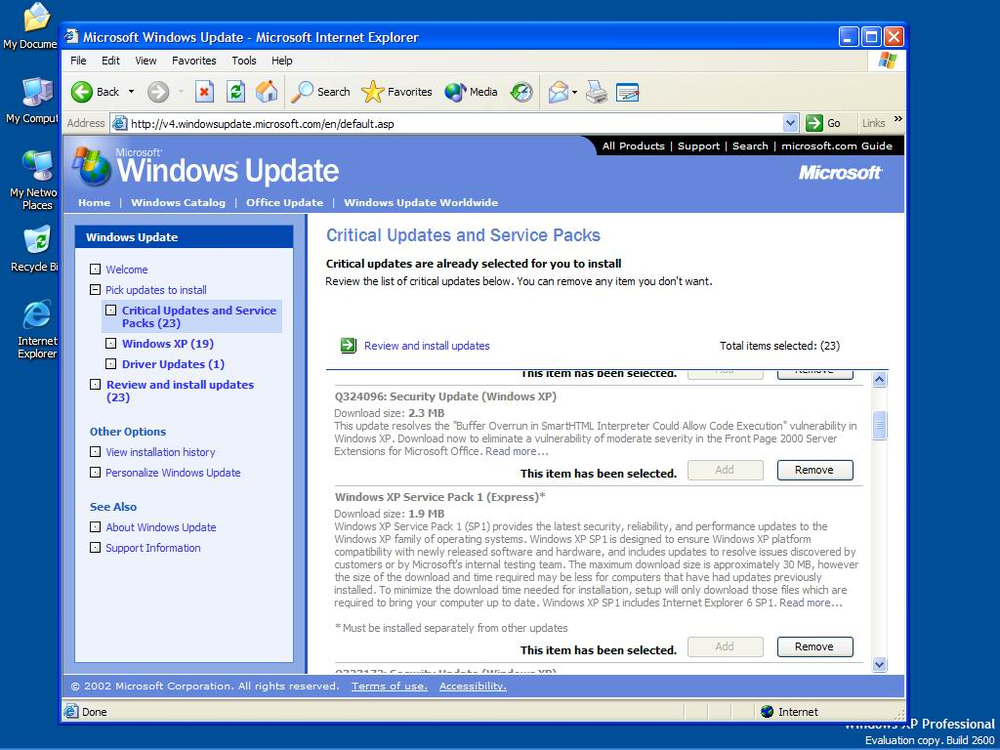 My Docume
My Comput
My Netwo
Places
Recycle Bi
Internet
Explorer
Microsoft Windows Update - Microsoft Internet Explorer
File Edit View Favorites Tools Help
Back Search Favorites Media
Address http://v4.windowsupdate.microsoft.com/en/default.asp Go Links »
All Products | Support | Search | microsoft.com Guide
Microsoft
Windows Update
Microsoft
Home | Windows Catalog | Office Update | Windows Update Worldwide
Windows Update
Welcome
Pick updates to install
Critical Updates and Service
Packs (23)
Windows XP (19)
Driver Updates (1)
Review and install updates
(23)
Other Options
View installation history
Personalize Windows Update
See Also
About Windows Update
Support Information
Critical Updates and Service Packs
Critical updates are already selected for you to install
Review the list of critical updates below. You can remove any item you don't want.
Review and install updates Total items selected: (23)
This item has been selected. Add Remove
Q324096: Security Update (Windows XP)
Download size: 2.3 MB
This update resolves the "Buffer Overrun in SmartHTML Interpreter Could Allow Code Execution" vulnerability in
Windows XP. Download now to eliminate a vulnerability of moderate severity in the Front Page 2000 Server
Extensions for Microsoft Office. Read more...
This item has been selected. Add Remove
Windows XP Service Pack 1 (Express)*
Download size: 1.9 MB
Windows XP Service Pack 1 (SP1) provides the latest security, reliability, and performance updates to the
Windows XP family of operating systems. Windows XP SP1 is designed to ensure Windows XP platform
compatibility with newly released software and hardware, and includes updates to resolve issues discovered by
customers or by Microsoft's internal testing team. The maximum download size is approximately 30 MB, however
the size of the download and time required may be less for computers that have had updates previously
installed. To minimize the download time needed for installation, setup will only download those files which are
required to bring your computer up to date. Windows XP SP1 includes Internet Explorer 6 SP1. Read more...
* Must be installed separately from other updates
This item has been selected. Add Remove
Security Update (Windows XP)
© 2002 Microsoft Corporation. All rights reserved. Terms of use. Accessibility.
Done Internet
Windows XP Professional
Evaluation copy. Build 2600